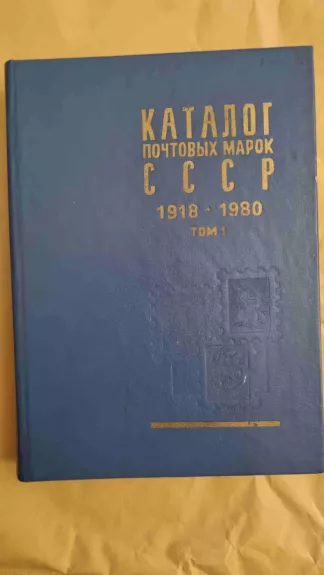 КАТАЛОГ
ПОЧТОВЫХ МАРОК
СССР
1918 · 1980
ТОМ 1